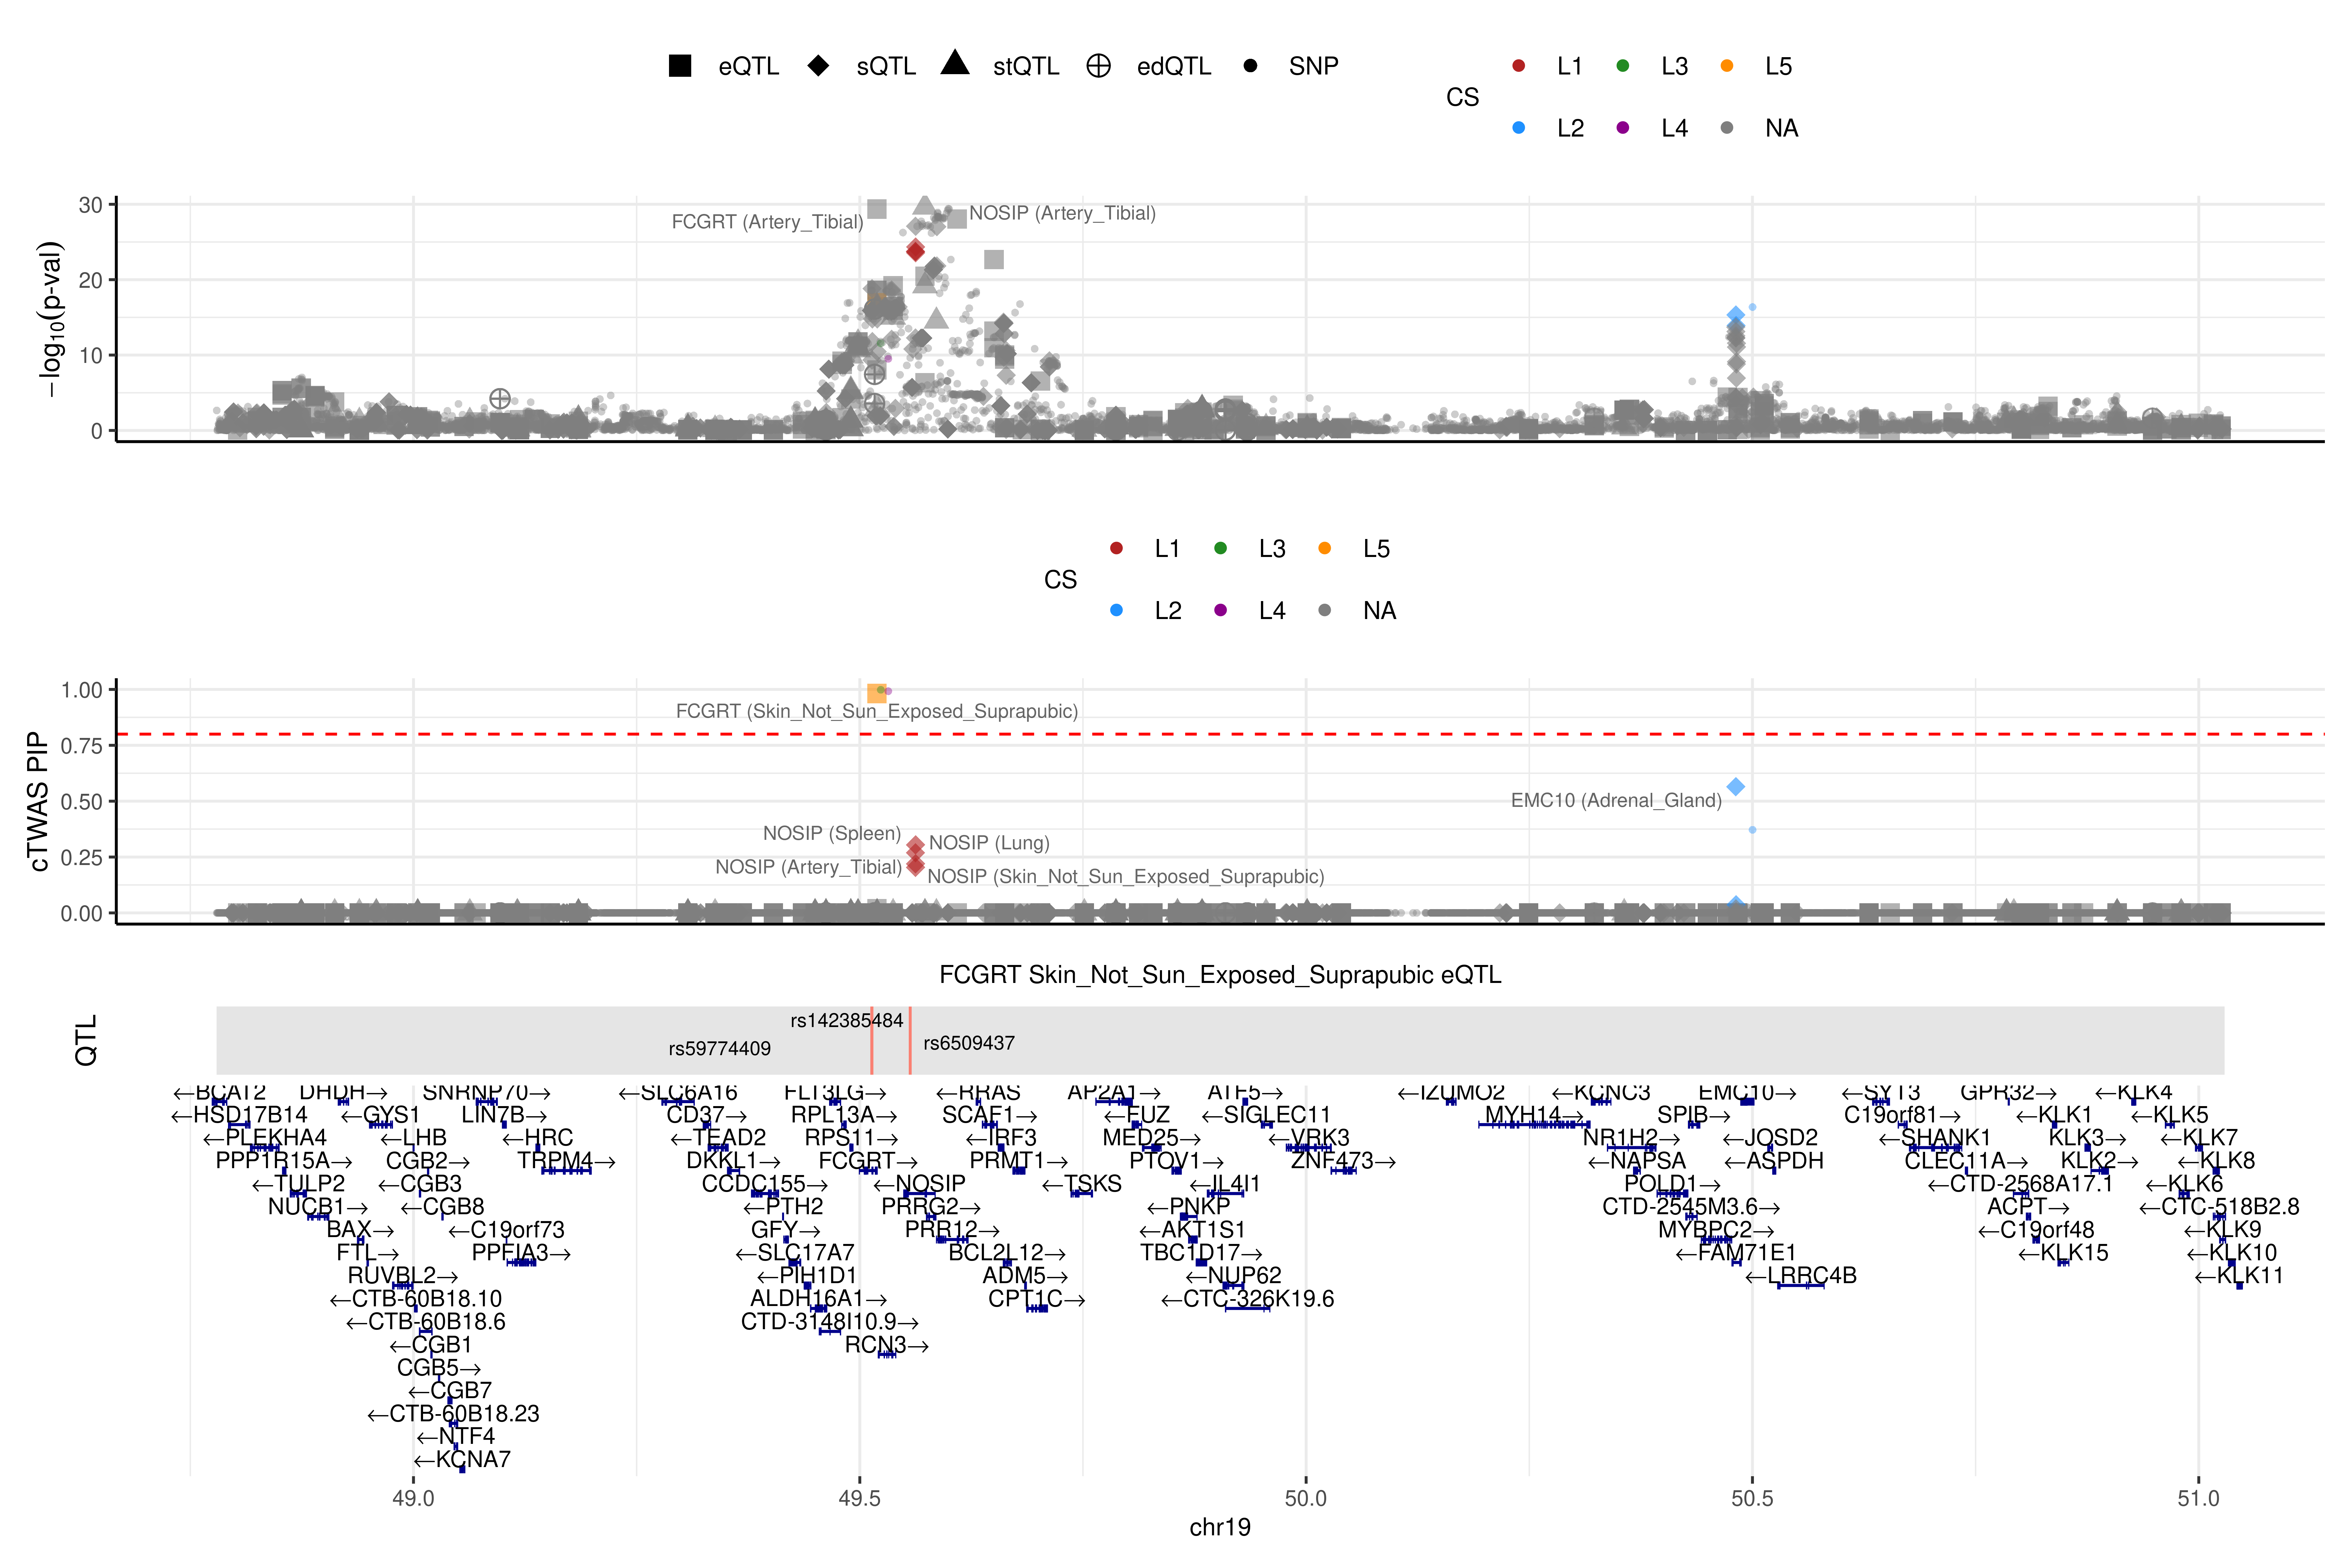 eQTL sQTL stQTL edQTL SNP
CS
L1 L3 L5
L2 L4 NA
−log10(p-val)
30
20
10
0
FCGRT (Artery_Tibial)
NOSIP (Artery_Tibial)
CS
L1 L3 L5
L2 L4 NA
cTWAS PIP
1.00
0.75
0.50
0.25
0.00
FCGRT (Skin_Not_Sun_Exposed_Suprapubic)
EMC10 (Adrenal_Gland)
NOSIP (Spleen)
NOSIP (Lung)
NOSIP (Artery_Tibial)
NOSIP (Skin_Not_Sun_Exposed_Suprapubic)
FCGRT Skin_Not_Sun_Exposed_Suprapubic eQTL
QTL
rs142385484
rs59774409
rs6509437
←BCAT2 DHDH→ SNRNP70→ ←SLC6A16 FLT3LG→ ←RRAS AP2A1→ ATF5→ ←IZUMO2 ←KCNC3 EMC10→ ←SYT3 GPR32→ ←KLK4
←HSD17B14 ←GYS1 LIN7B→ CD37→ RPL13A→ SCAF1→ ←FUZ ←SIGLEC11 MYH14→ SPIB→ C19orf81→ ←KLK1 ←KLK5
←PLEKHA4 ←LHB ←HRC ←TEAD2 RPS11→ ←IRF3 MED25→ ←VRK3 NR1H2→ ←JOSD2 ←SHANK1 KLK3→ ←KLK7
PPP1R15A→ CGB2→ TRPM4→ DKKL1→ FCGRT→ PRMT1→ PTOV1→ ZNF473→ ←NAPSA ←ASPDH CLEC11A→ KLK2→ ←KLK8
←TULP2 ←CGB3 CCDC155→ ←NOSIP ←TSKS ←IL4I1 POLD1→ ←CTD-2568A17.1 ←KLK6
NUCB1→ ←CGB8 ←PTH2 PRRG2→ ←PNKP CTD-2545M3.6→ ACPT→ ←CTC-518B2.8
BAX→ ←C19orf73 GFY→ PRR12→ ←AKT1S1 MYBPC2→ ←C19orf48 ←KLK9
FTL→ PPFIA3→ ←SLC17A7 BCL2L12→ TBC1D17→ ←FAM71E1 ←KLK15 ←KLK10
RUVBL2→ ←PIH1D1 ADM5→ ←NUP62 ←LRRC4B ←KLK11
←CTB-60B18.10 ALDH16A1→ CPT1C→ ←CTC-326K19.6
←CTB-60B18.6 CTD-3148I10.9→
←CGB1 RCN3→
CGB5→
←CGB7
←CTB-60B18.23
←NTF4
←KCNA7
49.0 49.5 50.0 50.5 51.0
chr19